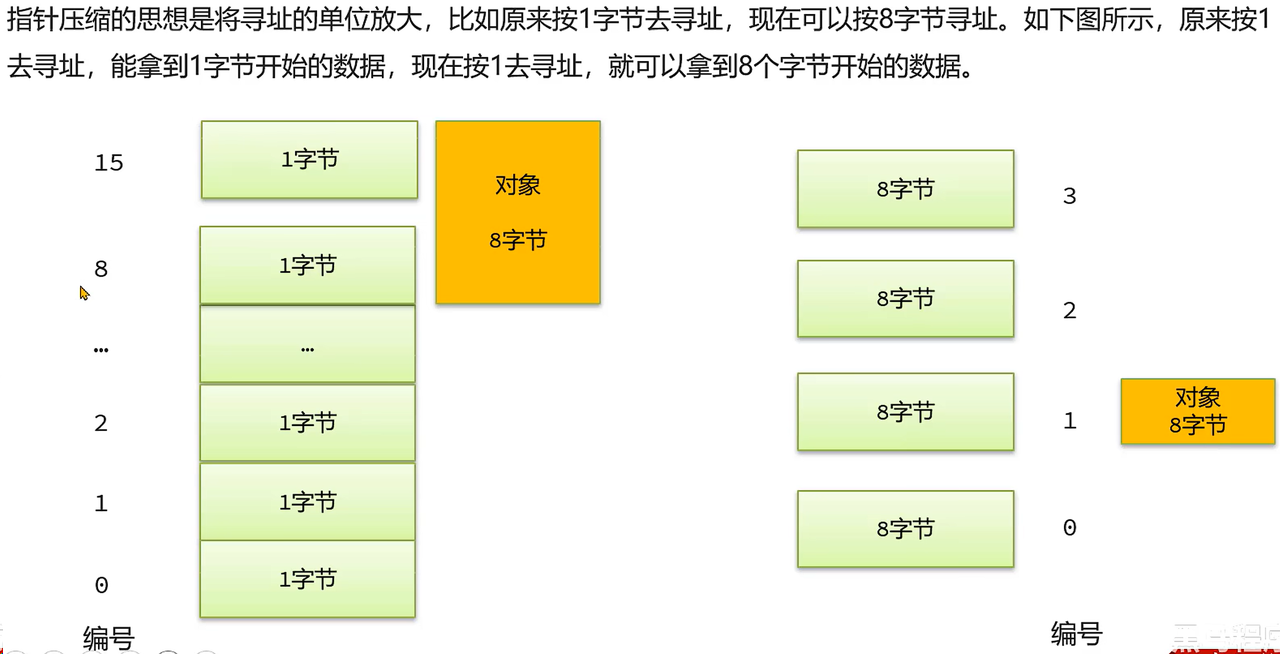 指针压缩的思想是将寻址的单位放大，比如原来按1字节去寻址，现在可以按8字节寻址。如下图所示，原来按1
去寻址，能拿到1字节开始的数据，现在按1去寻址，就可以拿到8个字节开始的数据。
15
1字节
对象
8字节
8字节
3
8
1字节
8字节
2
…
…
2
1字节
8字节
1
对象
8字节
1
1字节
8字节
0
0
1字节
编号
编号